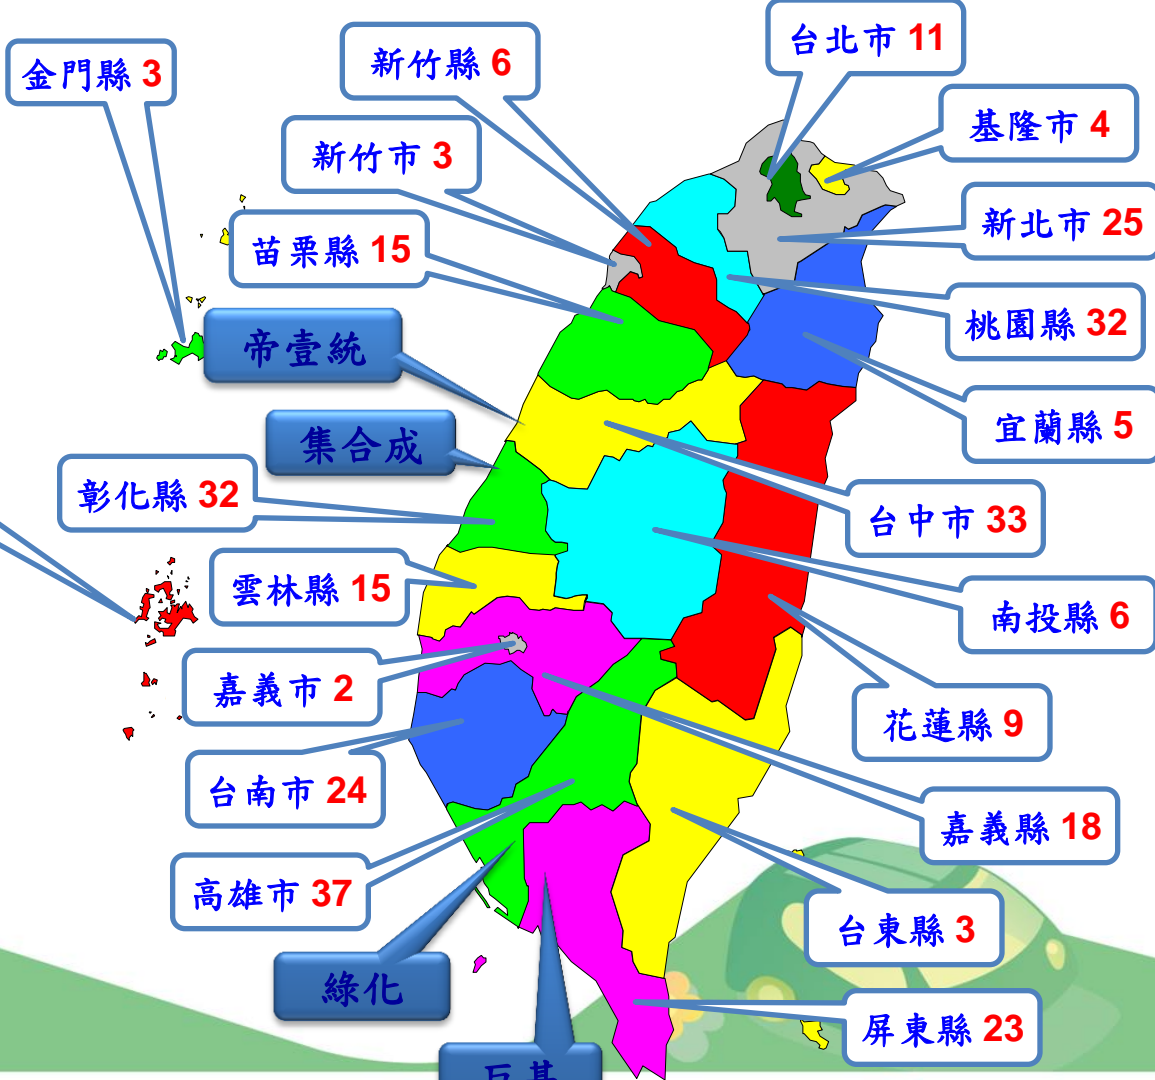 台北市 11
新竹縣 6
金門縣 3
基隆市 4
新竹市 3
新北市 25
苗栗縣 15
桃園縣 32
帝壹統
宜蘭縣 5
集合成
彰化縣 32
台中市 33
雲林縣 15
南投縣 6
嘉義市 2
花蓮縣 9
台南市 24
嘉義縣 18
高雄市 37
台東縣 3
綠化
屏東縣 23
巨基